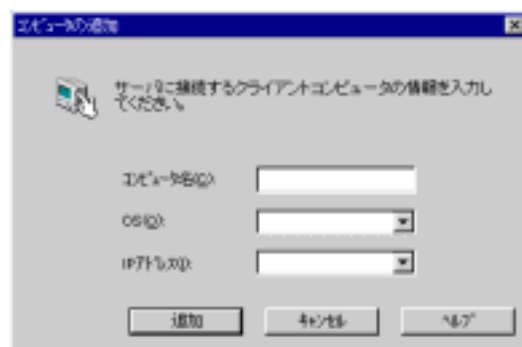 コンピュータの追加
サーバに接続するクライアントコンピュータの情報を入力し
てください。
コンピュータ名(C):
OS(O):
IPアドレス(I):
追加
キャンセル
ヘルプ